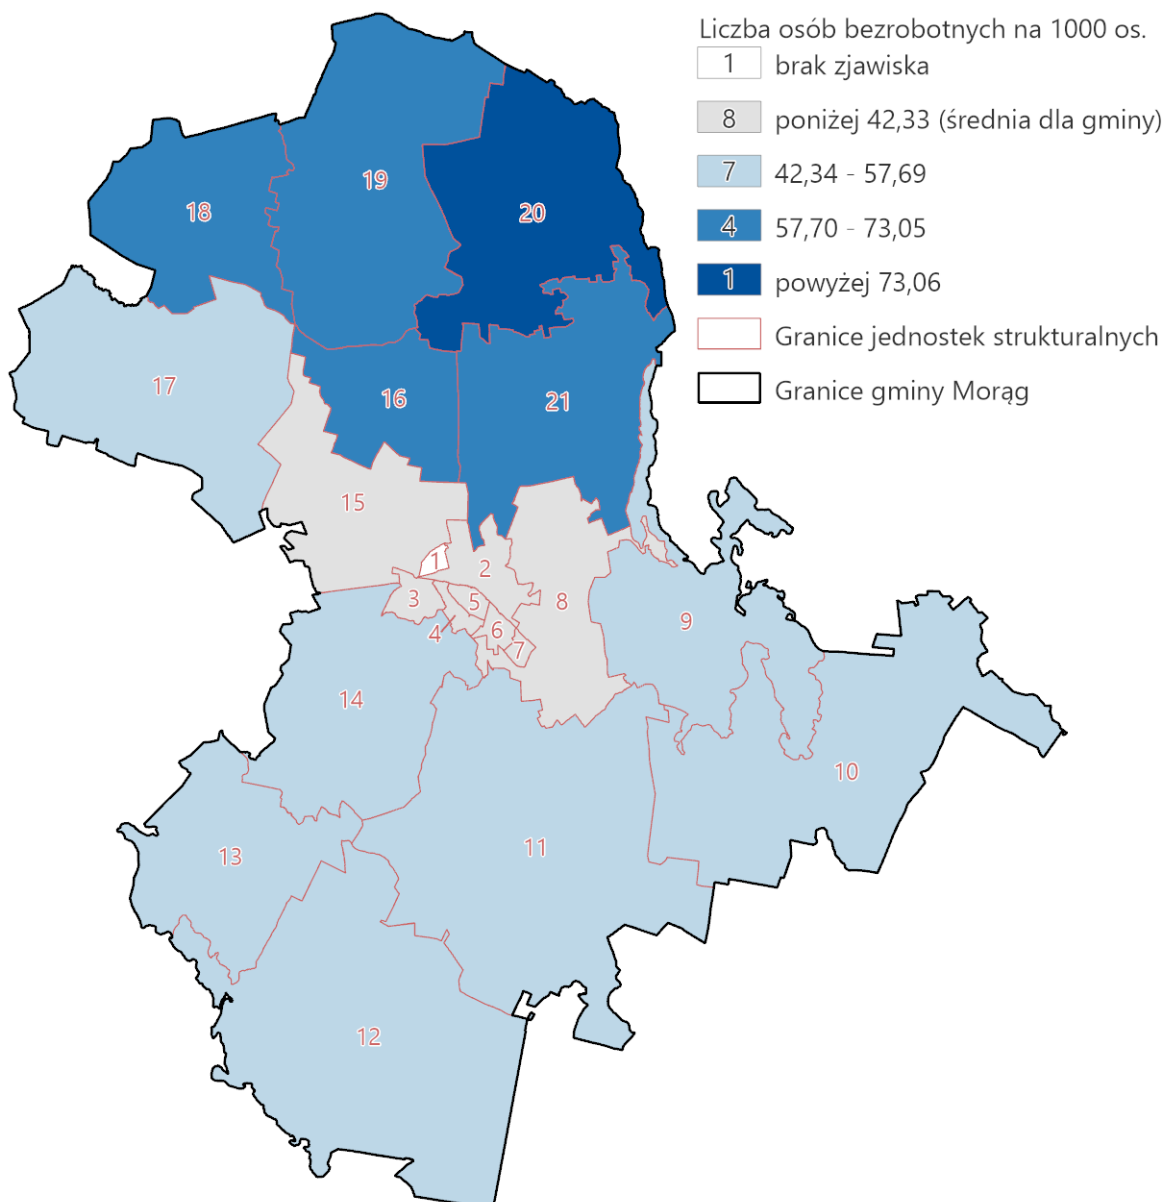 Liczba osób bezrobotnych na 1000 os.
1 brak zjawiska
8 poniżej 42,33 (średnia dla gminy)
7 42,34 - 57,69
4 57,70 - 73,05
1 powyżej 73,06
Granice jednostek strukturalnych
Granice gminy Morąg
19
18
20
17
16
21
15
1
2
3
5
8
4
6
7
9
14
10
11
13
12